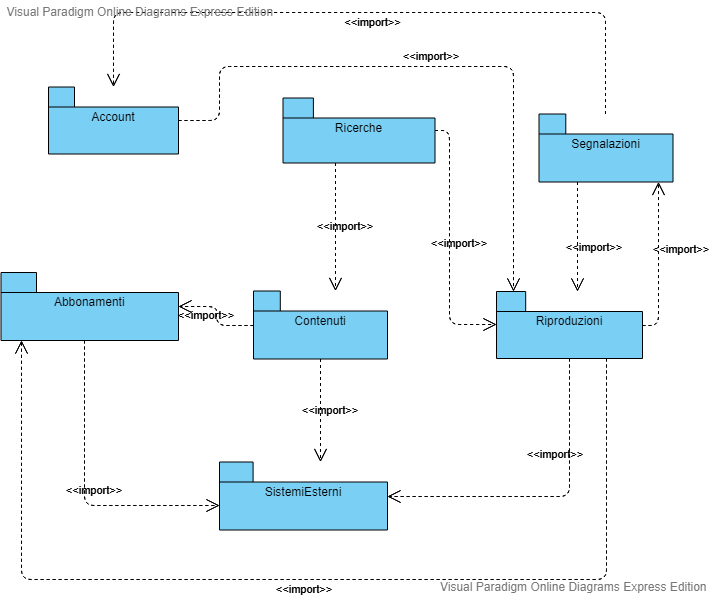 Visual Paradigm Online Diagrams Express Edition
<<import>>
<<import>>
Account
Ricerche
Segnalazioni
<<import>>
<<import>>
<<import>>
<<import>>
Abbonamenti
<<import>>
Contenuti
Riproduzioni
<<import>>
<<import>>
<<import>>
SistemiEsterni
Visual Paradigm Online Diagrams Express Edition
<<import>>